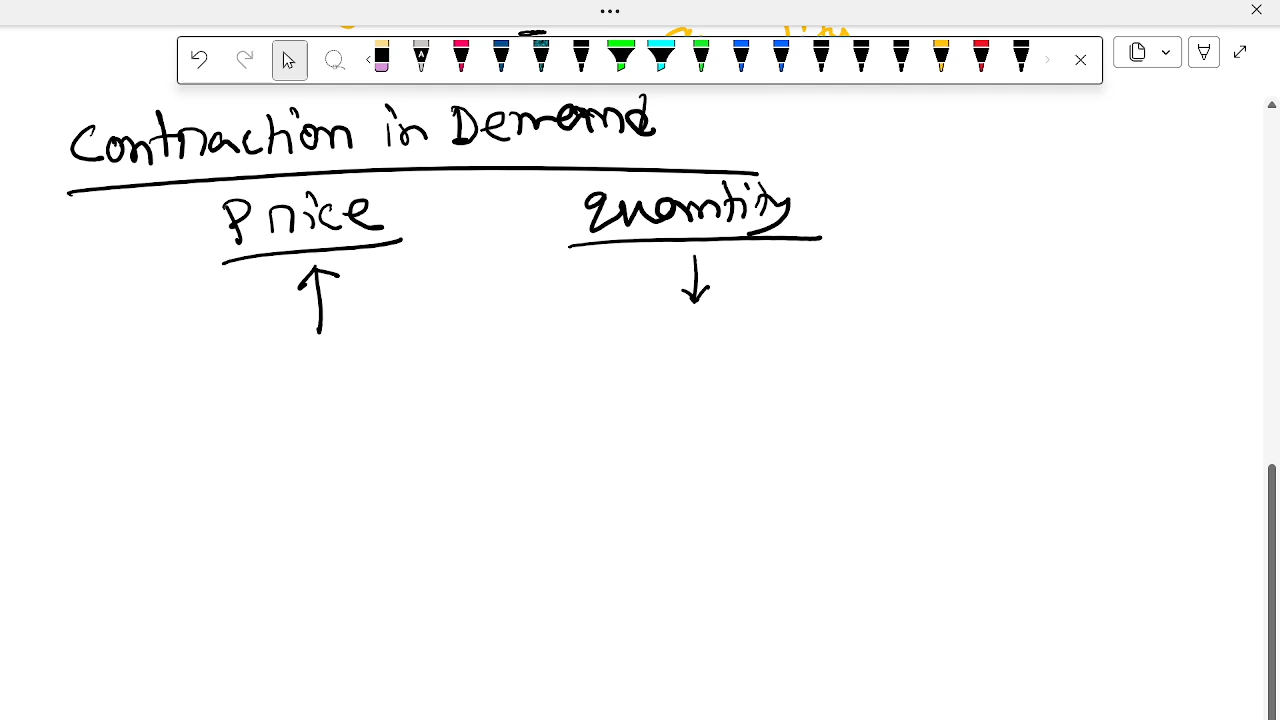 Contraction in Demand
Price quantity
↑ ↓